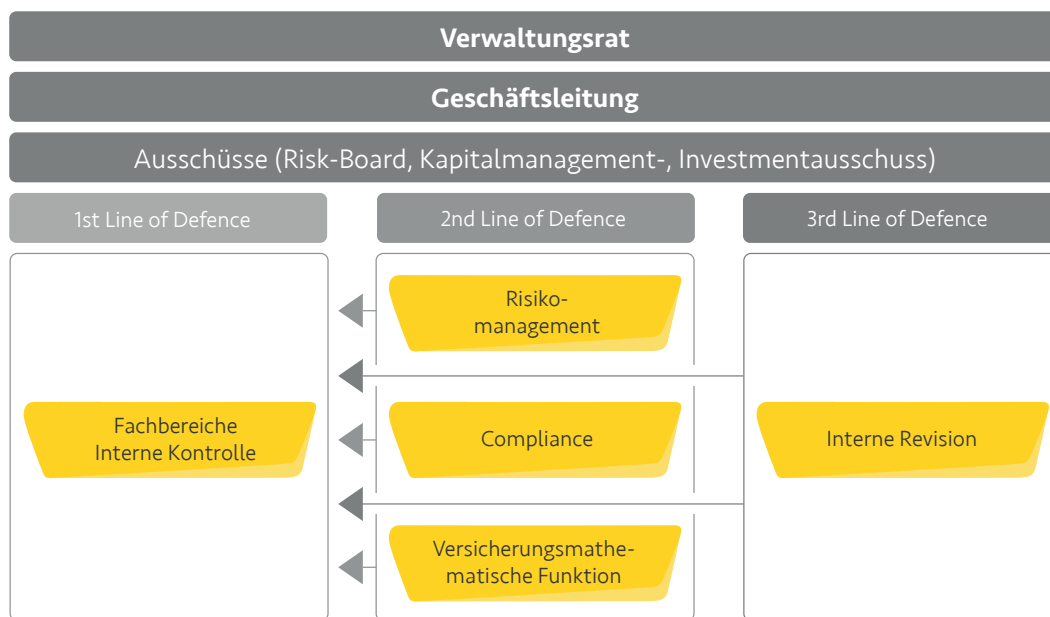 Verwaltungsrat
Geschäftsleitung
Ausschüsse (Risk-Board, Kapitalmanagement-, Investmentausschuss)
1st Line of Defence
2nd Line of Defence
3rd Line of Defence
Risiko-
management
Fachbereiche
Interne Kontrolle
Compliance
Interne Revision
Versicherungsmathe-
matische Funktion